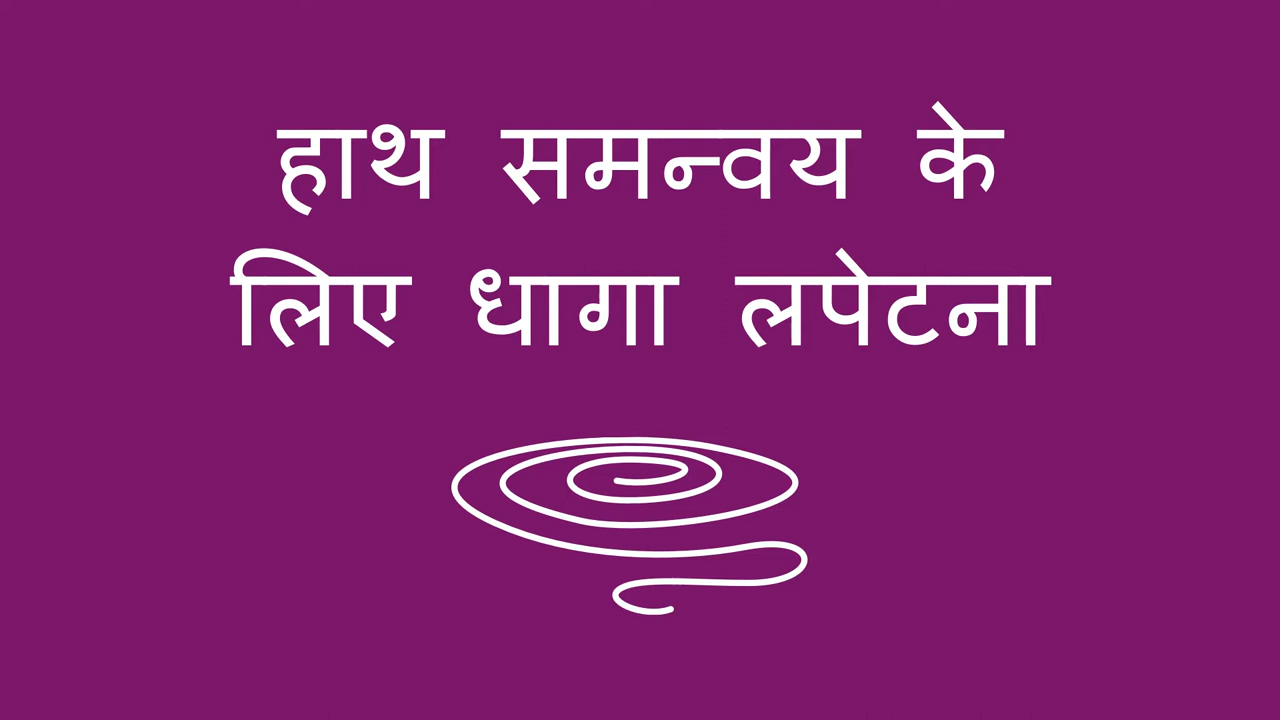 हाथ समन्वय के
लिए धागा लपेटना